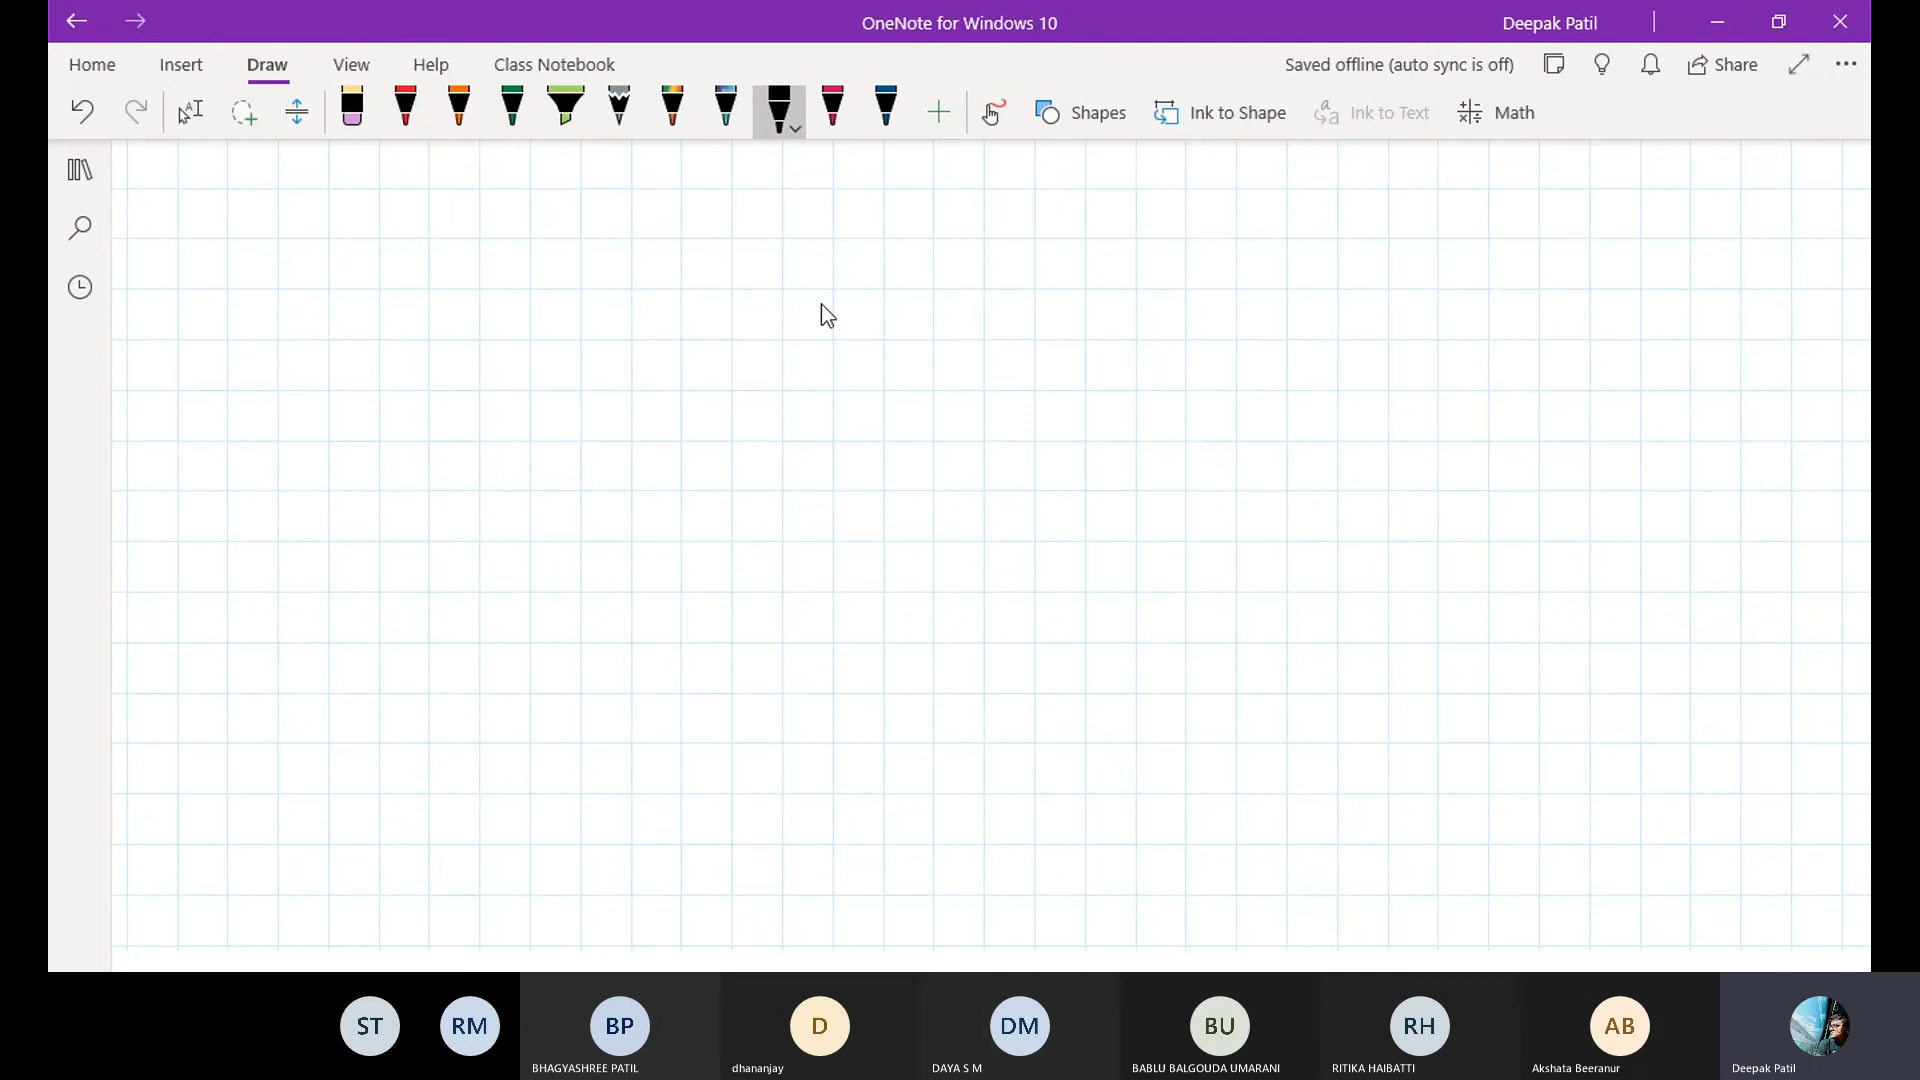 OneNote for Windows 10
Deepak Patil
Home Insert Draw View Help Class Notebook
Saved offline (auto sync is off)
Share
Shapes
Ink to Shape
Ink to Text
Math
ST
RM
BP
D
DM
BU
RH
AB
BHAGYASHREE PATIL
dhananjay
DAYA S M
BABLU BALGOUDA UMARANI
RITIKA HAIBATTI
Akshata Beeranur
Deepak Patil